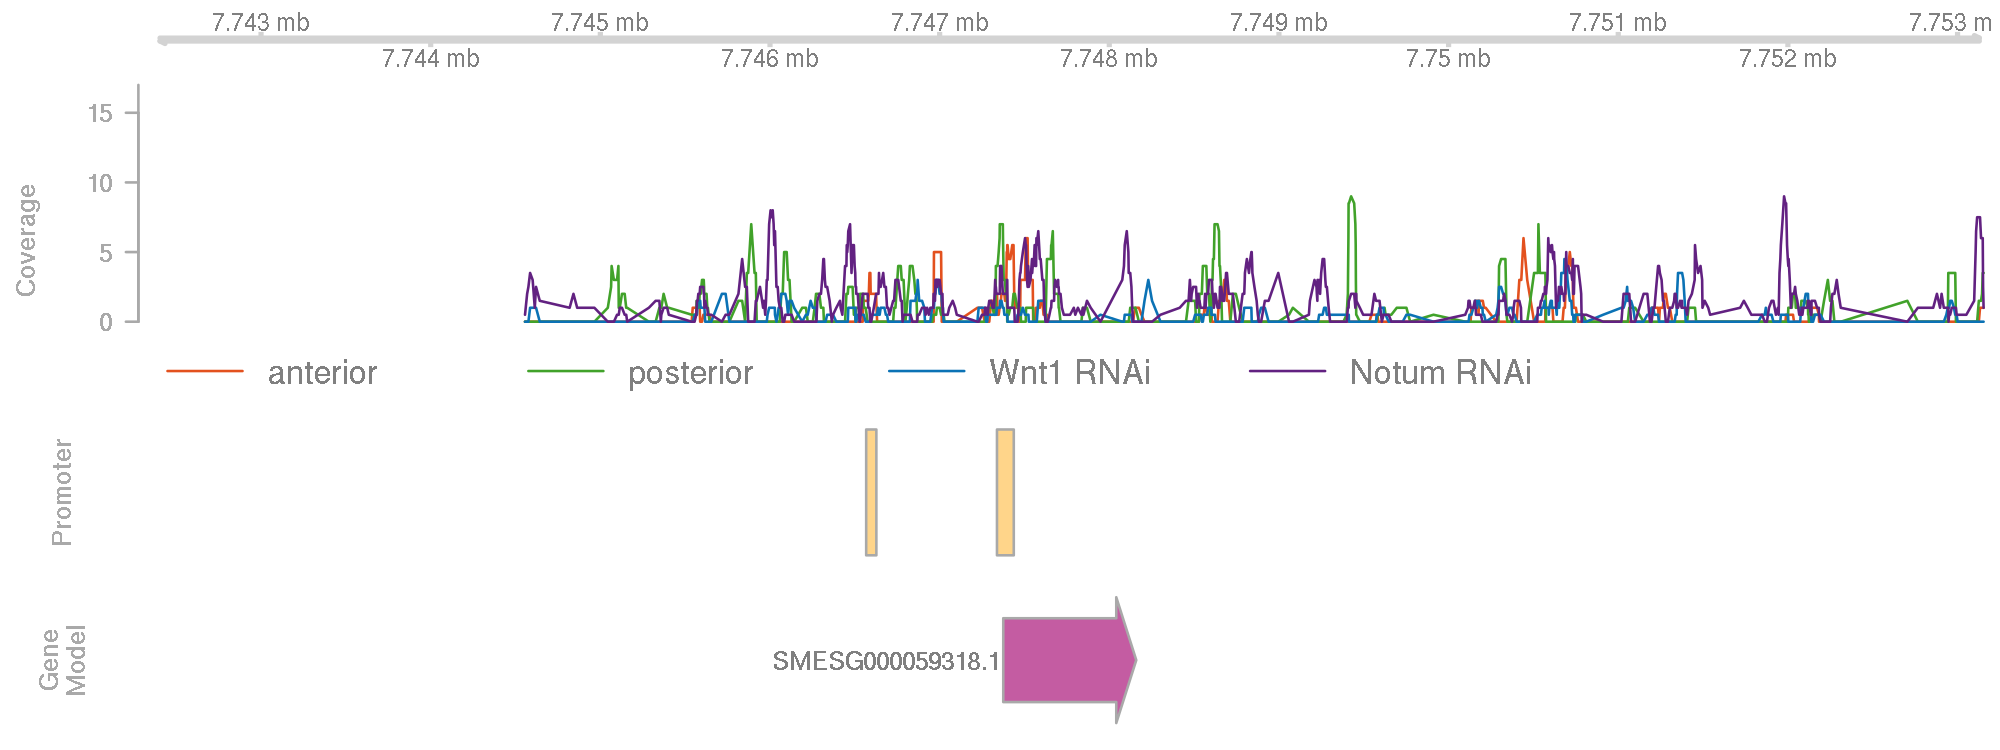 7.743 mb 7.745 mb 7.747 mb 7.749 mb 7.751 mb 7.753 m
7.744 mb 7.746 mb 7.748 mb 7.75 mb 7.752 mb
Coverage
15
10
5
0
anterior posterior Wnt1 RNAi Notum RNAi
Promoter
Gene
Model
SMESG000059318.1